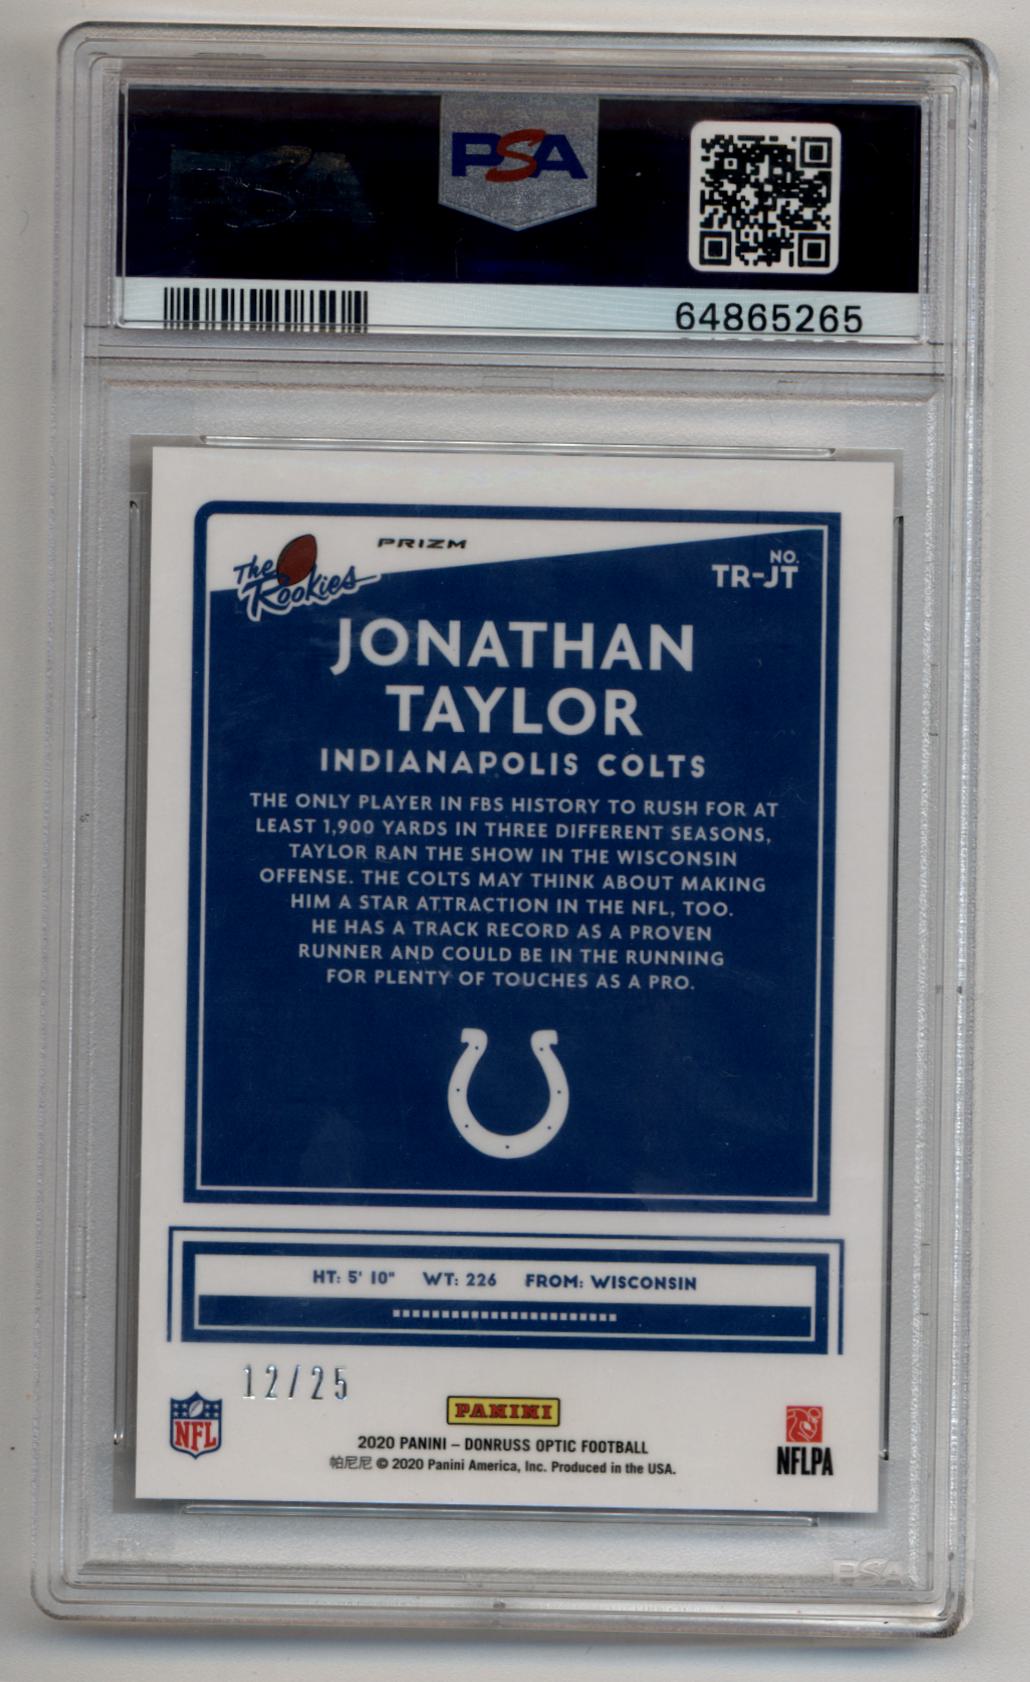 PSA
64865265
The Rookies
PRIZM
NO.
TR-JT
JONATHAN
TAYLOR
INDIANAPOLIS COLTS
THE ONLY PLAYER IN FBS HISTORY TO RUSH FOR AT
LEAST 1,900 YARDS IN THREE DIFFERENT SEASONS,
TAYLOR RAN THE SHOW IN THE WISCONSIN
OFFENSE. THE COLTS MAY THINK ABOUT MAKING
HIM A STAR ATTRACTION IN THE NFL, TOO.
HE HAS A TRACK RECORD AS A PROVEN
RUNNER AND COULD BE IN THE RUNNING
FOR PLENTY OF TOUCHES AS A PRO.
HT: 5' 10" WT: 226 FROM: WISCONSIN
12/25
NFL
PANINI
2020 PANINI – DONRUSS OPTIC FOOTBALL
帕尼尼 © 2020 Panini America, Inc. Produced in the USA.
NFLPA
PSA